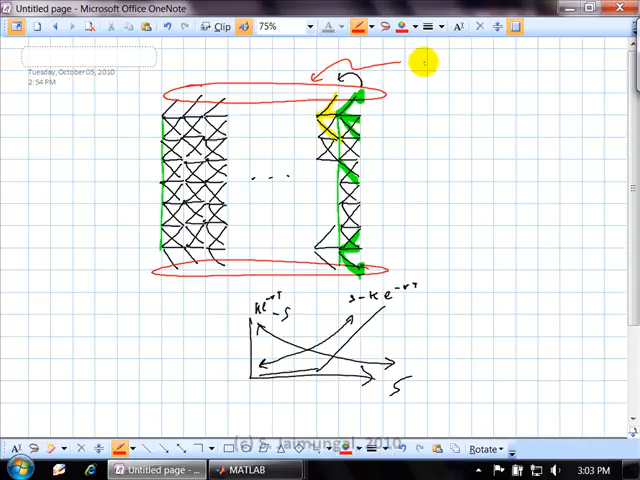 Untitled page - Microsoft Office OneNote
Clip
75%
Tuesday, October 05, 2010
2:54 PM
ke^-rT - S
S - k e^-rT
S
(c) S. Jaimungal, 2010
Rotate
Untitled page - Micr...
MATLAB
3:03 PM